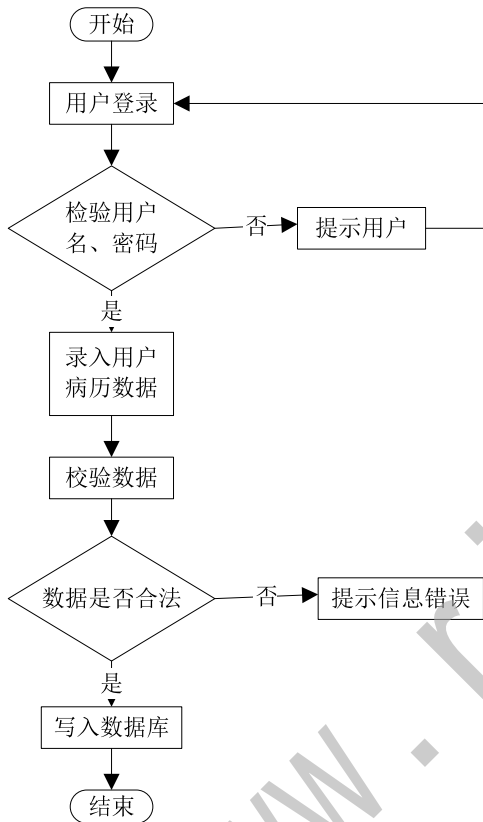 开始
用户登录
检验用户
名、密码
否
提示用户
是
录入用户
病历数据
校验数据
数据是否合法
否
提示信息错误
是
写入数据库
结束